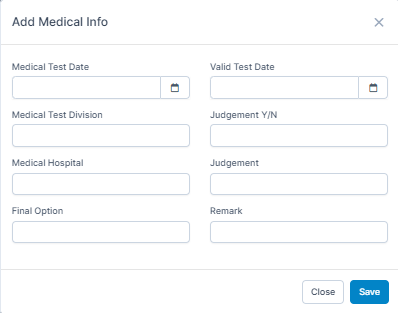 Add Medical Info
Medical Test Date
Valid Test Date
Medical Test Division
Judgement Y/N
Medical Hospital
Judgement
Final Option
Remark
Close
Save